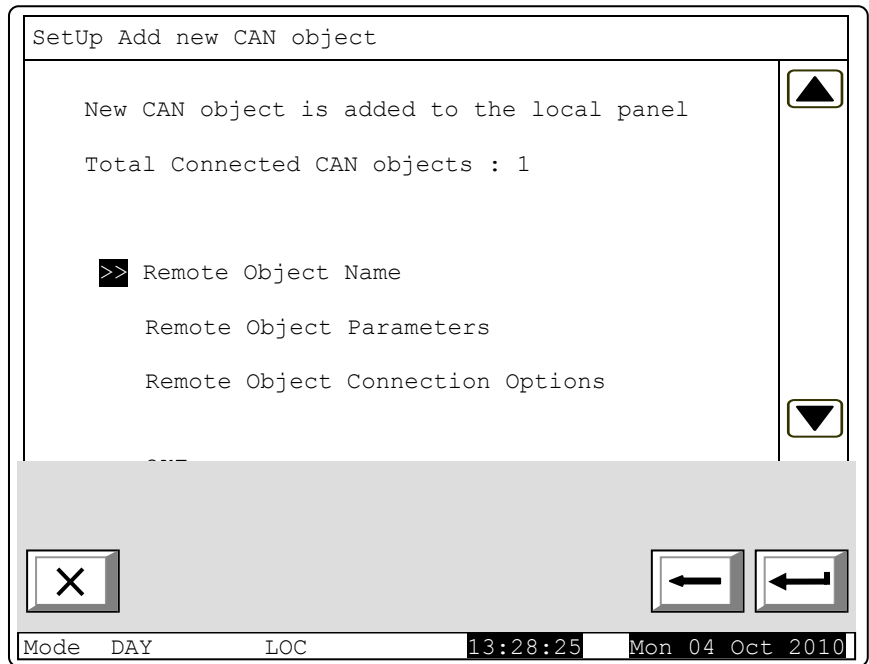 SetUp Add new CAN object
New CAN object is added to the local panel
Total Connected CAN objects : 1
>> Remote Object Name
Remote Object Parameters
Remote Object Connection Options
Mode DAY LOC 13:28:25 Mon 04 Oct 2010